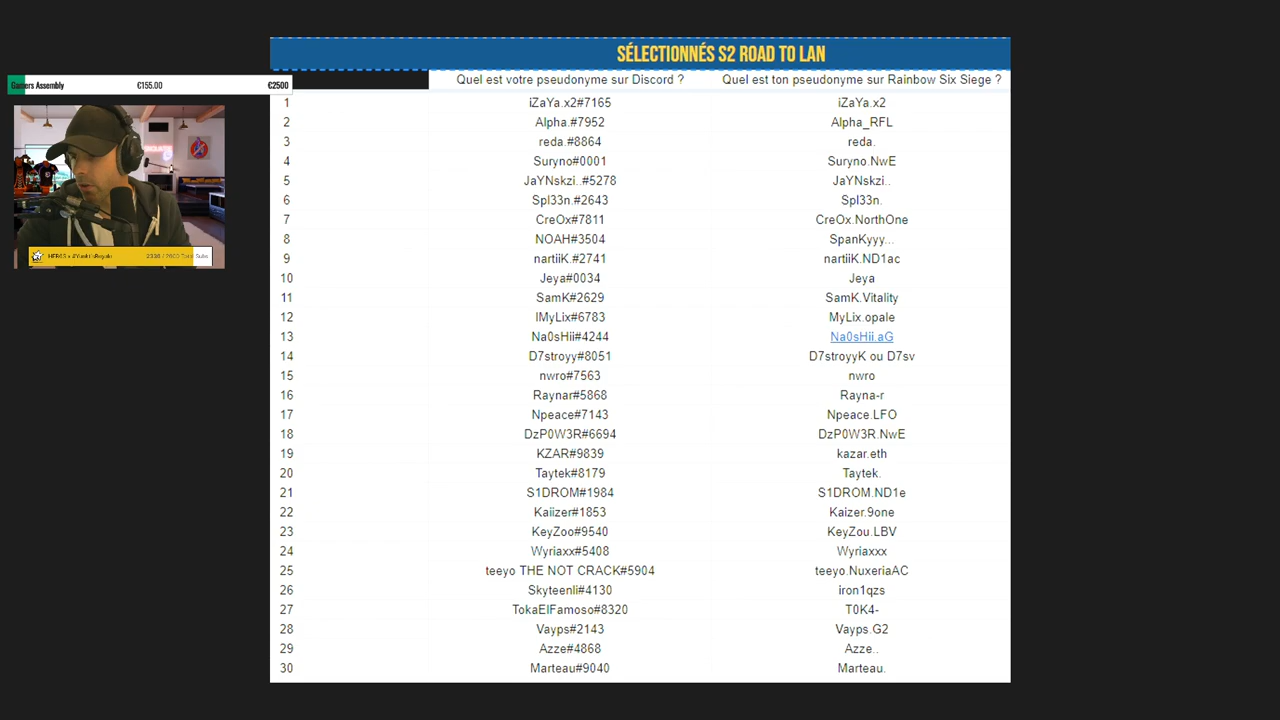 SÉLECTIONNÉS S2 ROAD TO LAN
Quel est votre pseudonyme sur Discord ? Quel est ton pseudonyme sur Rainbow Six Siege ?
Gamers Assembly €155.00 €2500
1 iZaYa.x2#7165 iZaYa.x2
2 Alpha.#7952 Alpha_RFL
3 reda.#8864 reda.
4 Suryno#0001 Suryno.NwE
5 JaYNskzi..#5278 JaYNskzi..
6 Spl33n.#2643 Spl33n.
7 CreOx#7811 CreOx.NorthOne
8 NOAH#3504 SpanKyyy...
9 nartiiK.#2741 nartiiK.ND1ac
10 Jeya#0034 Jeya
11 SamK#2629 SamK.Vitality
12 lMyLix#6783 MyLix.opale
13 Na0sHii#4244 Na0sHii.aG
14 D7stroyy#8051 D7stroyyK ou D7sv
15 nwro#7563 nwro
16 Raynar#5868 Rayna-r
17 Npeace#7143 Npeace.LFO
18 DzP0W3R#6694 DzP0W3R.NwE
19 KZAR#9839 kazar.eth
20 Taytek#8179 Taytek.
21 S1DROM#1984 S1DROM.ND1e
22 Kaiizer#1853 Kaizer.9one
23 KeyZoo#9540 KeyZou.LBV
24 Wyriaxx#5408 Wyriaxxx
25 teeyo THE NOT CRACK#5904 teeyo.NuxeriaAC
26 Skyteenli#4130 iron1qzs
27 TokaElFamoso#8320 T0K4-
28 Vayps#2143 Vayps.G2
29 Azze#4868 Azze..
30 Marteau#9040 Marteau.